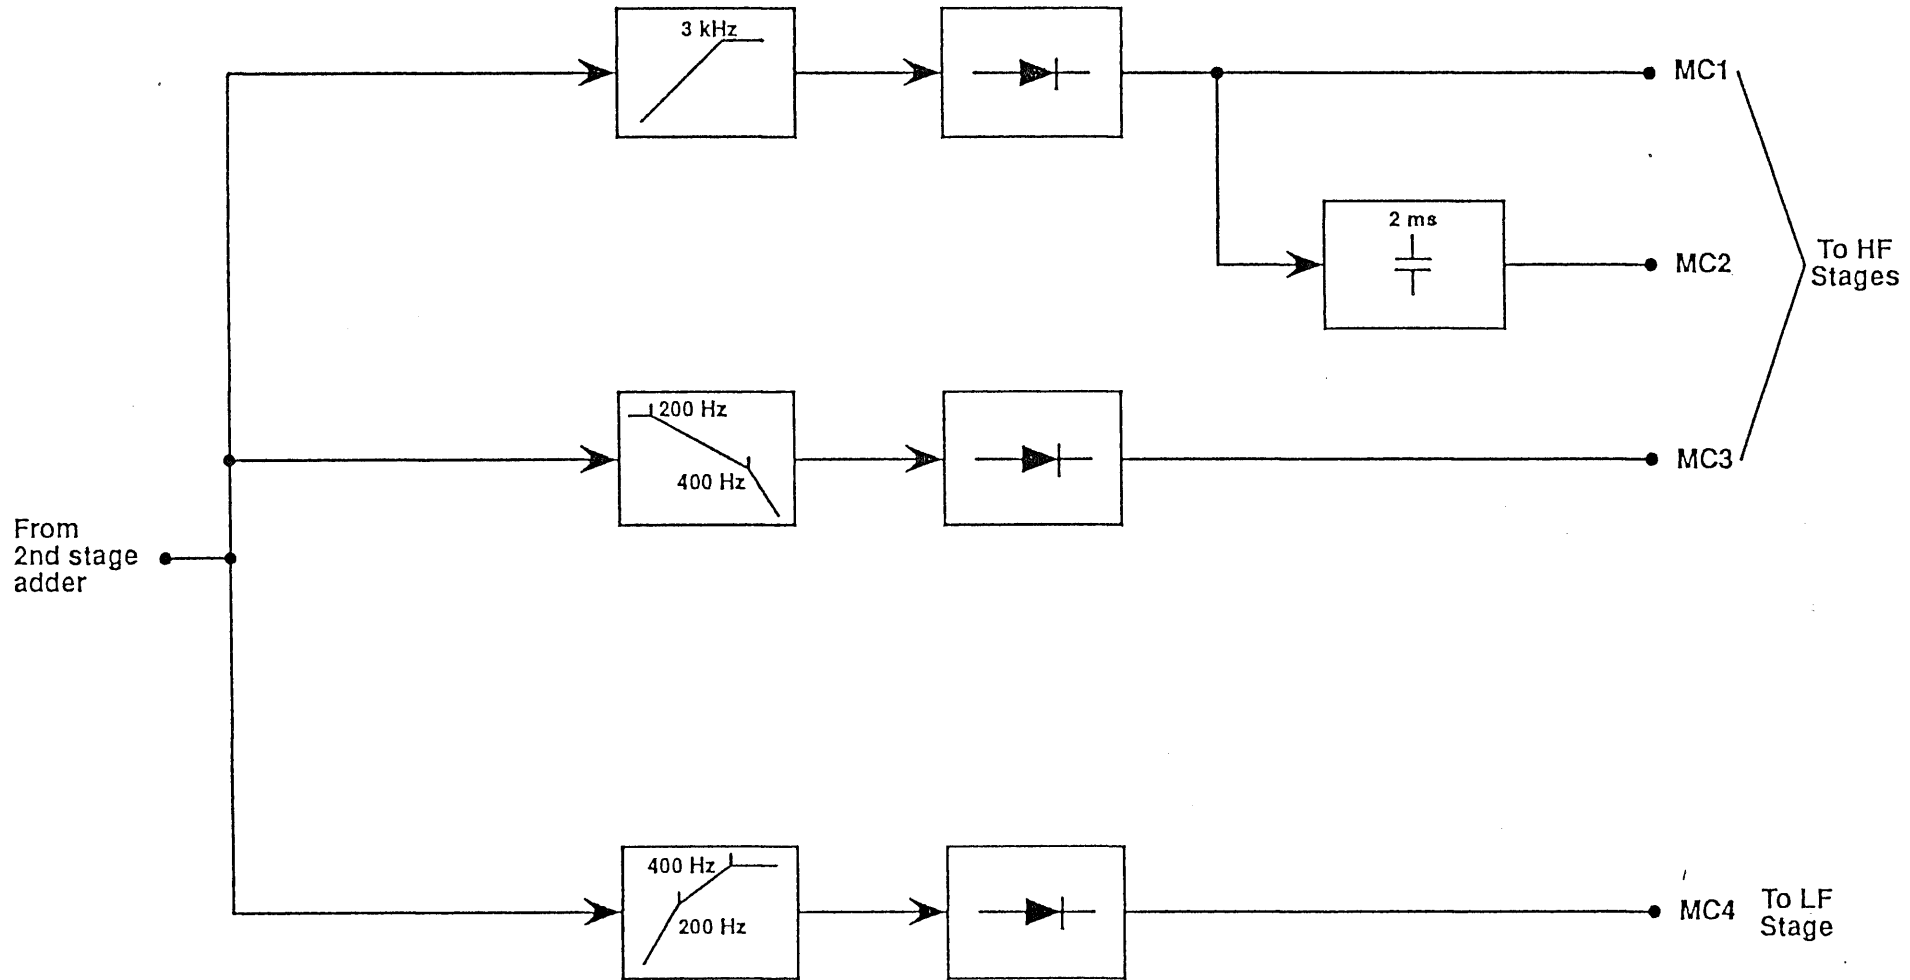 3 kHz
MC1
2 ms
MC2
To HF
Stages
200 Hz
400 Hz
MC3
From
2nd stage
adder
400 Hz
200 Hz
MC4
To LF
Stage